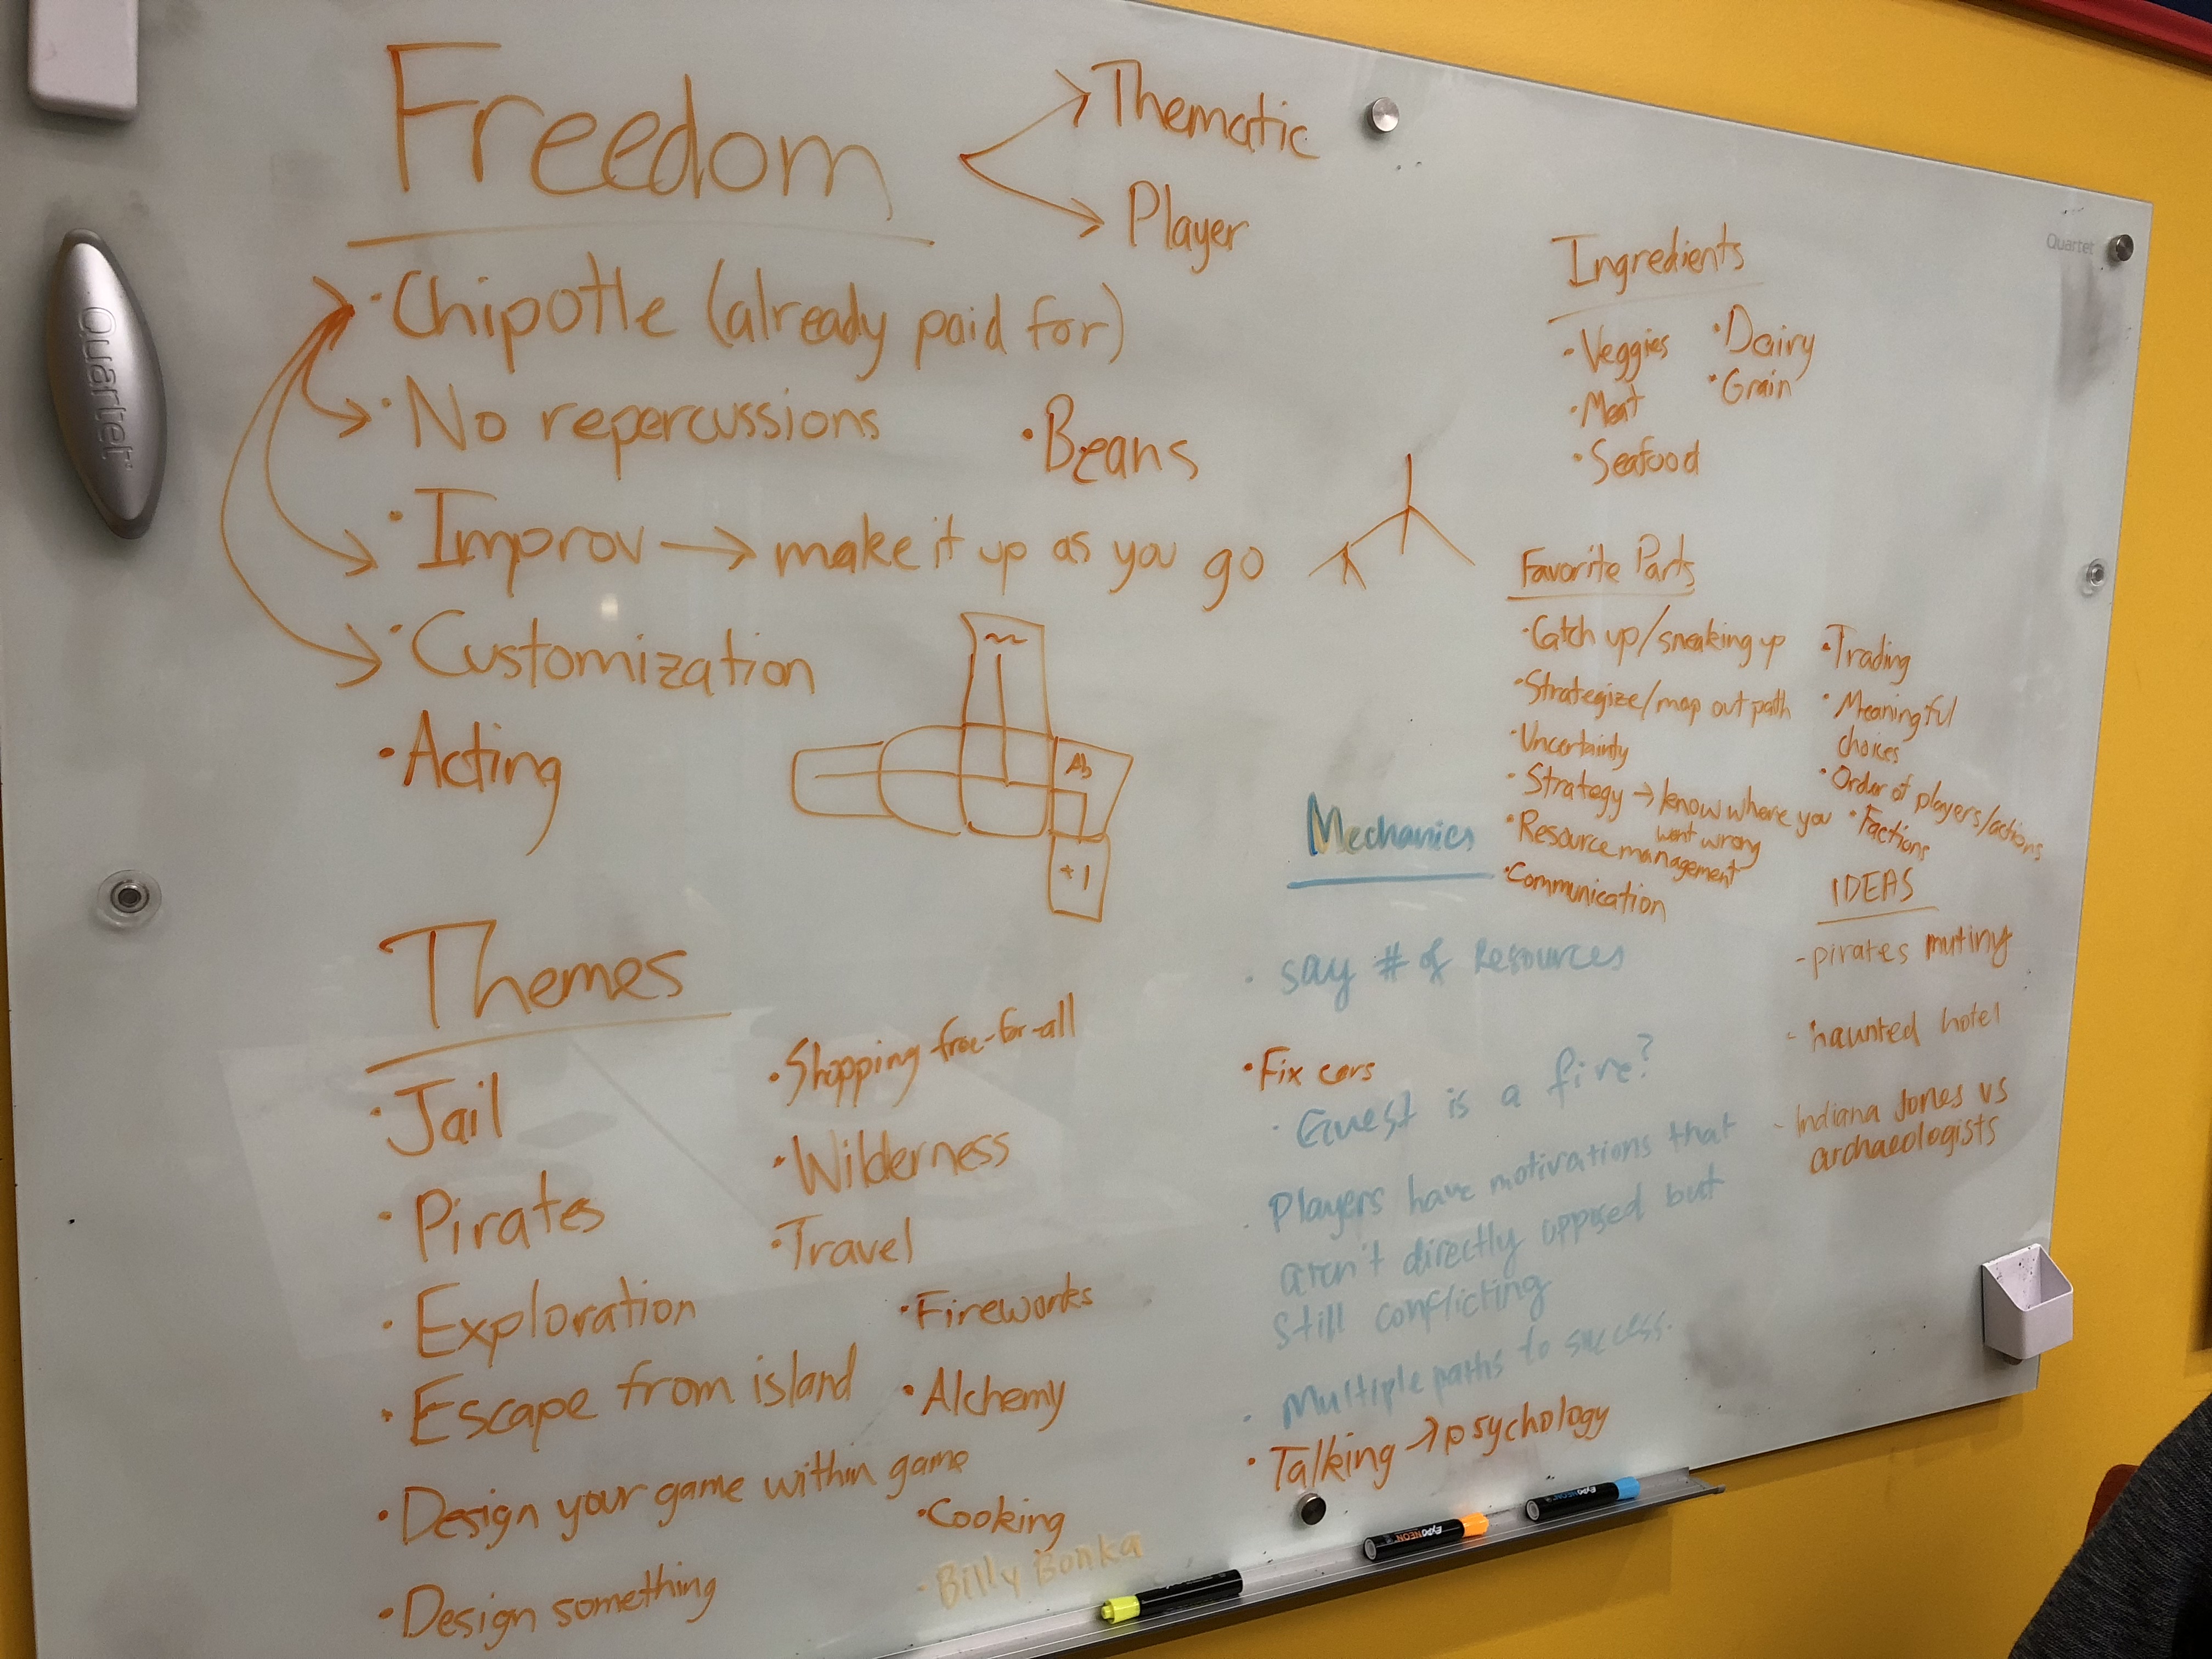 Freedom
Thematic
Player
• Chipotle (already paid for)
• No repercussions
• Beans
• Improv → make it up as you go
• Customization
• Acting
Ab
+1
Themes
• Jail
• Pirates
• Exploration
• Escape from island
• Design your game within game
• Design something
• Shopping free-for-all
• Wilderness
• Travel
• Fireworks
• Alchemy
• Cooking
• Billy Bonka
Ingredients
• Veggies
• Meat
• Seafood
• Dairy
• Grain
Favorite Parts
• Catch up/sneaking up
• Strategize/map out path
• Uncertainty
• Strategy → know where you
went wrong
• Resource management
• Communication
• Trading
• Meaningful
choices
• Order of players/actions
• Factions
Mechanics
• say # of Resources
• Fix cars
• Guest is a fire?
• Players have motivations that
aren't directly opposed but
still conflicting
• Multiple paths to success.
• Talking → psychology
IDEAS
- pirates mutiny
- haunted hotel
- Indiana Jones vs
archaeologists
Quartet
Quartet
EXPO NEON
EXPO NEON